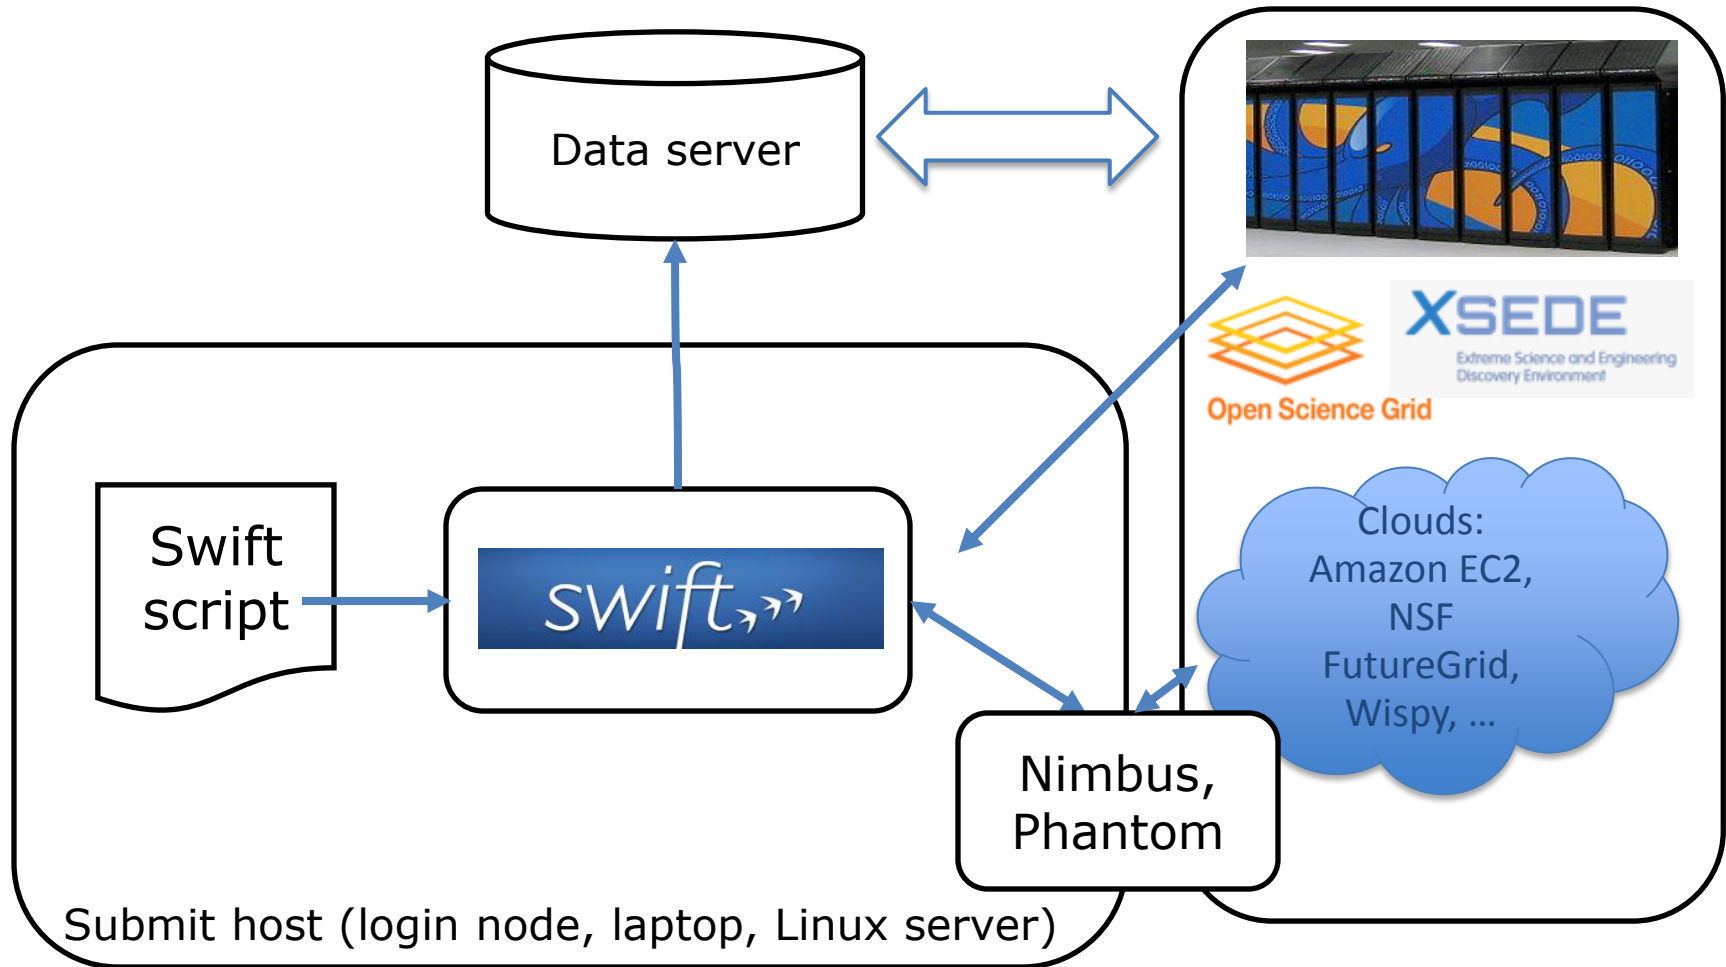 Data server
XSEDE
Extreme Science and Engineering
Discovery Environment
Open Science Grid
Swift
script
swift
Clouds:
Amazon EC2,
NSF
FutureGrid,
Wispy, ...
Nimbus,
Phantom
Submit host (login node, laptop, Linux server)